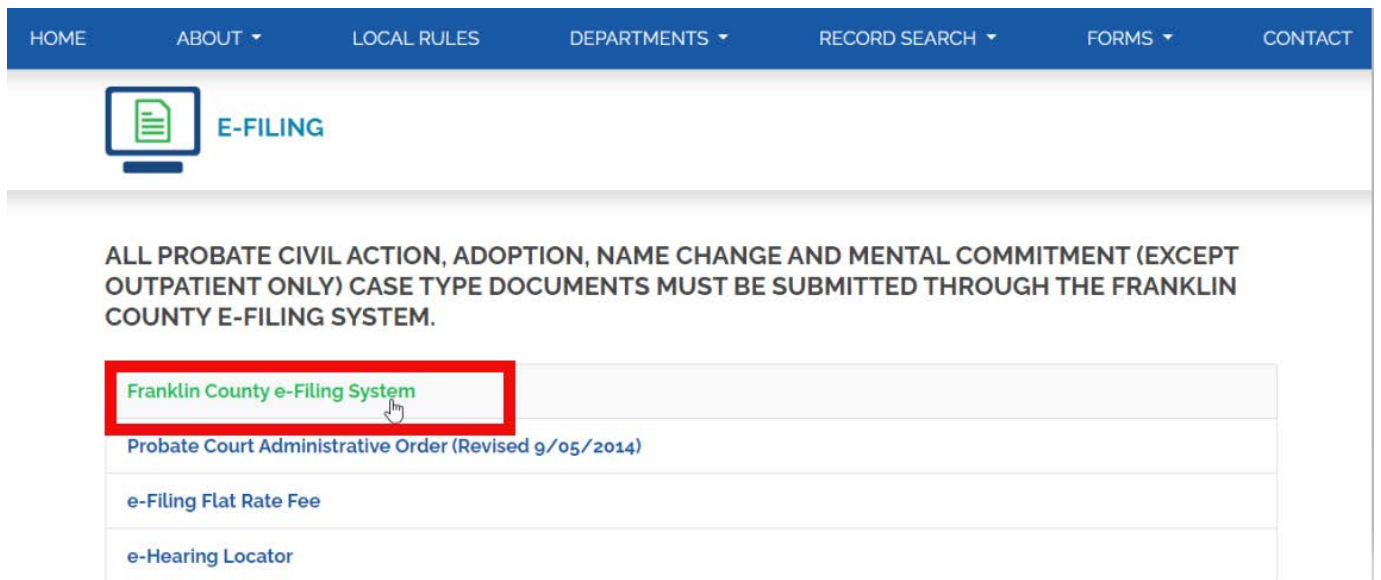 HOME ABOUT LOCAL RULES DEPARTMENTS RECORD SEARCH FORMS CONTACT
E-FILING
ALL PROBATE CIVIL ACTION, ADOPTION, NAME CHANGE AND MENTAL COMMITMENT (EXCEPT
OUTPATIENT ONLY) CASE TYPE DOCUMENTS MUST BE SUBMITTED THROUGH THE FRANKLIN
COUNTY E-FILING SYSTEM.
Franklin County e-Filing System
Probate Court Administrative Order (Revised 9/05/2014)
e-Filing Flat Rate Fee
e-Hearing Locator